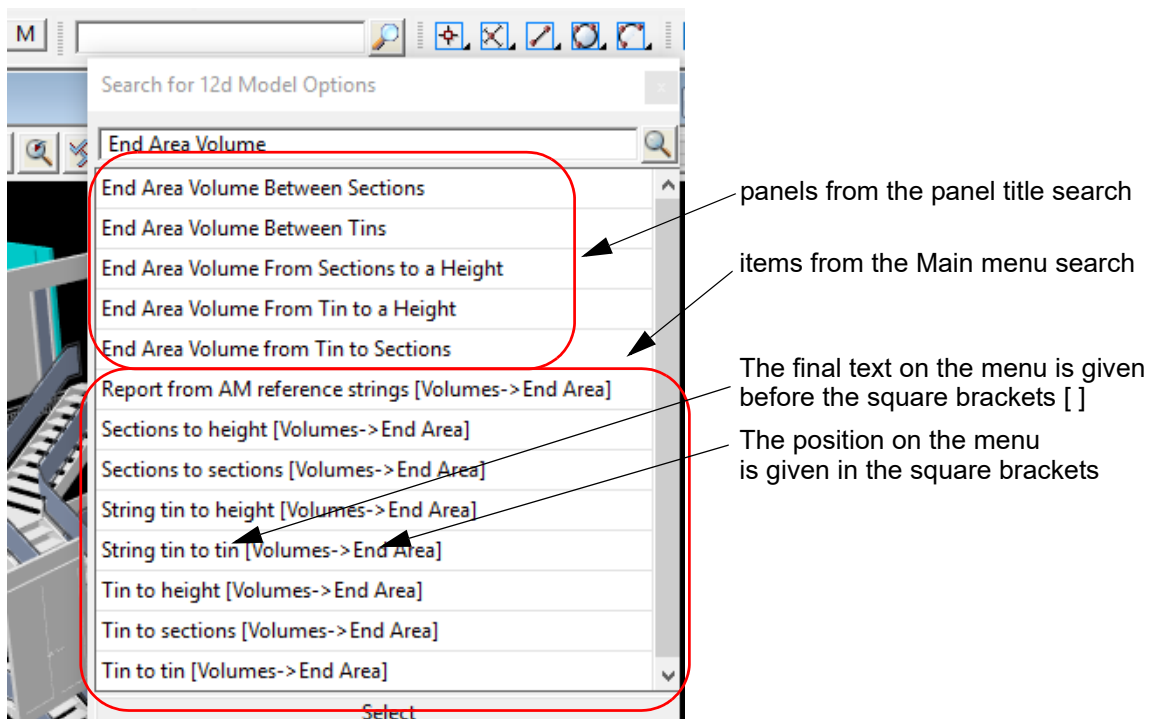 M
Search for 12d Model Options
x
End Area Volume
End Area Volume Between Sections
End Area Volume Between Tins
End Area Volume From Sections to a Height
End Area Volume From Tin to a Height
End Area Volume from Tin to Sections
Report from AM reference strings [Volumes->End Area]
Sections to height [Volumes->End Area]
Sections to sections [Volumes->End Area]
String tin to height [Volumes->End Area]
String tin to tin [Volumes->End Area]
Tin to height [Volumes->End Area]
Tin to sections [Volumes->End Area]
Tin to tin [Volumes->End Area]
Select
panels from the panel title search
items from the Main menu search
The final text on the menu is given
before the square brackets [ ]
The position on the menu
is given in the square brackets